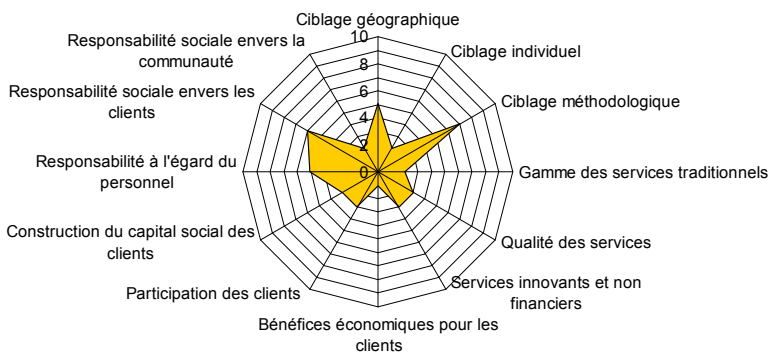 Ciblage géographique
10
8
6
4
2
0
Ciblage individuel
Ciblage méthodologique
Gamme des services traditionnels
Qualité des services
Services innovants et non
financiers
Bénéfices économiques pour les
clients
Participation des clients
Construction du capital social des
clients
Responsabilité à l'égard du
personnel
Responsabilité sociale envers les
clients
Responsabilité sociale envers la
communauté